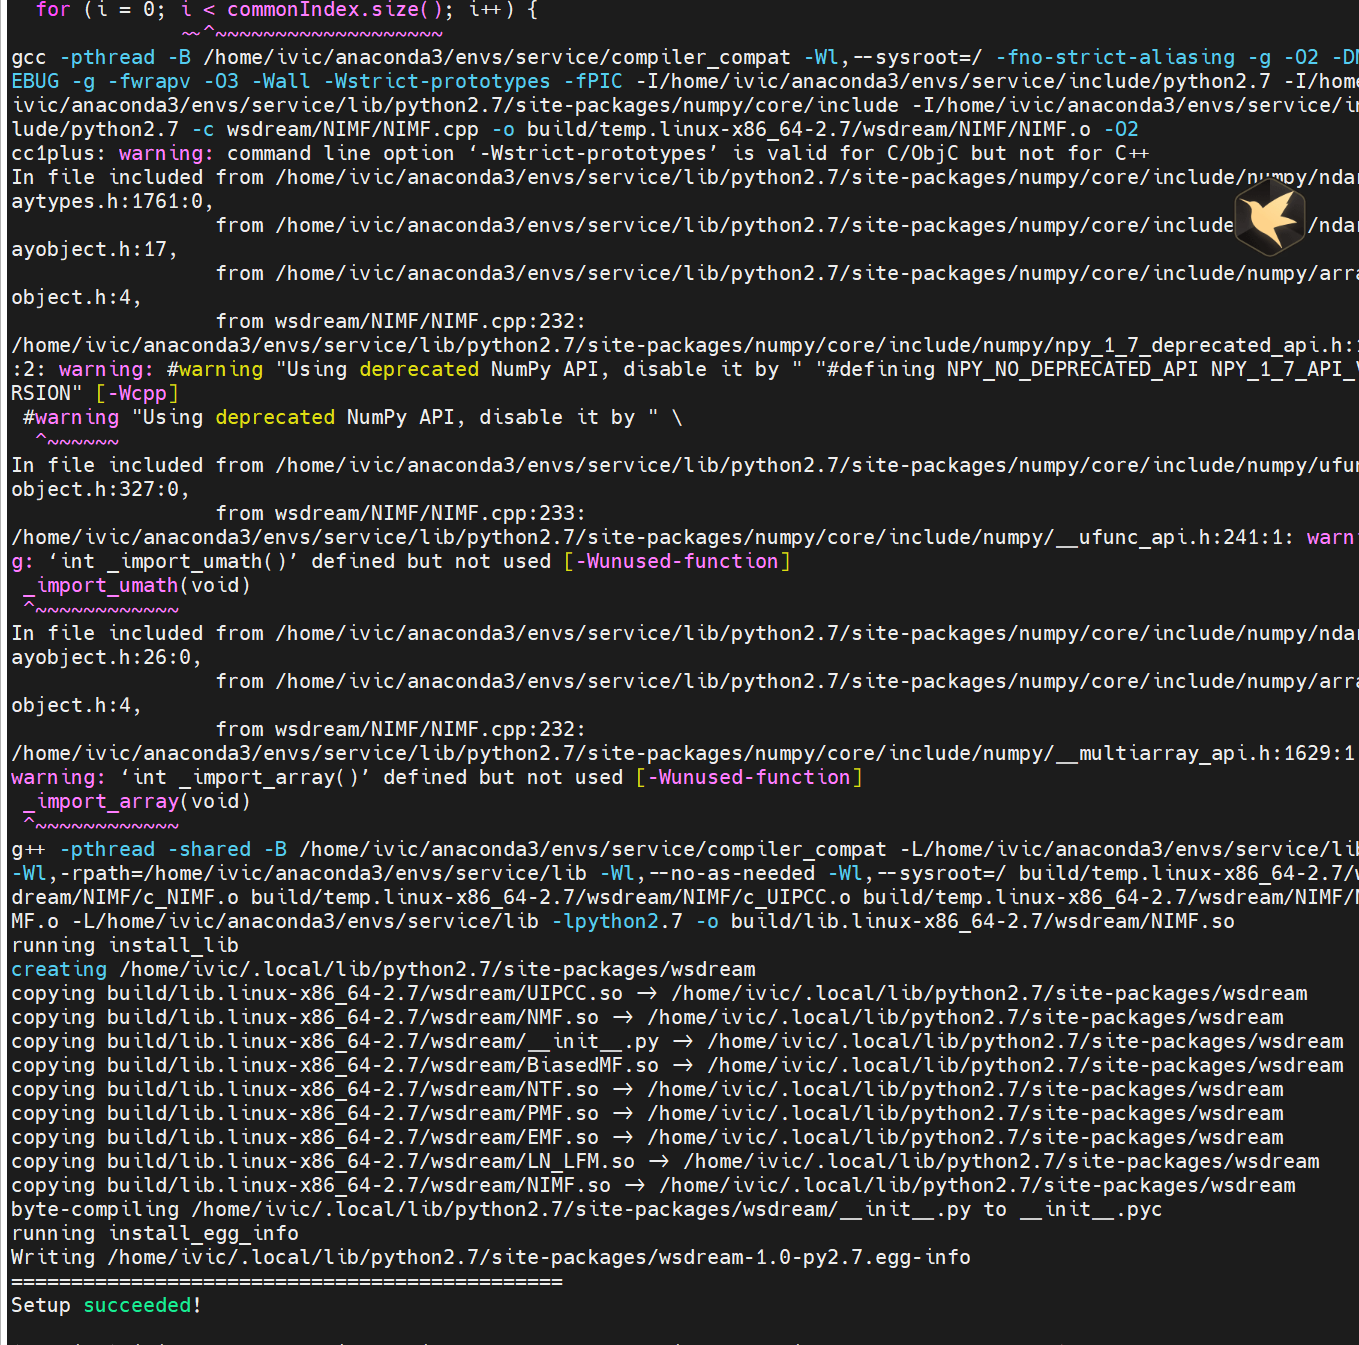 for (i = 0; i < commonIndex.size(); i++) {
~~^~~~~~~~~~~~~~~~~~~~
gcc -pthread -B /home/ivic/anaconda3/envs/service/compiler_compat -Wl,--sysroot=/ -fno-strict-aliasing -g -O2 -DN
EBUG -g -fwrapv -O3 -Wall -Wstrict-prototypes -fPIC -I/home/ivic/anaconda3/envs/service/include/python2.7 -I/home
ivic/anaconda3/envs/service/lib/python2.7/site-packages/numpy/core/include -I/home/ivic/anaconda3/envs/service/in
lude/python2.7 -c wsdream/NIMF/NIMF.cpp -o build/temp.linux-x86_64-2.7/wsdream/NIMF/NIMF.o -O2
cc1plus: warning: command line option ‘-Wstrict-prototypes’ is valid for C/ObjC but not for C++
In file included from /home/ivic/anaconda3/envs/service/lib/python2.7/site-packages/numpy/core/include/numpy/ndar
aytypes.h:1761:0,
from /home/ivic/anaconda3/envs/service/lib/python2.7/site-packages/numpy/core/include /ndar
ayobject.h:17,
from /home/ivic/anaconda3/envs/service/lib/python2.7/site-packages/numpy/core/include/numpy/arra
object.h:4,
from wsdream/NIMF/NIMF.cpp:232:
/home/ivic/anaconda3/envs/service/lib/python2.7/site-packages/numpy/core/include/numpy/npy_1_7_deprecated_api.h:
:2: warning: #warning "Using deprecated NumPy API, disable it by " "#defining NPY_NO_DEPRECATED_API NPY_1_7_API_V
RSION" [-Wcpp]
#warning "Using deprecated NumPy API, disable it by " \
^~~~~~~
In file included from /home/ivic/anaconda3/envs/service/lib/python2.7/site-packages/numpy/core/include/numpy/ufun
object.h:327:0,
from wsdream/NIMF/NIMF.cpp:233:
/home/ivic/anaconda3/envs/service/lib/python2.7/site-packages/numpy/core/include/numpy/__ufunc_api.h:241:1: warn
g: ‘int _import_umath()’ defined but not used [-Wunused-function]
_import_umath(void)
^~~~~~~~~~~~~
In file included from /home/ivic/anaconda3/envs/service/lib/python2.7/site-packages/numpy/core/include/numpy/ndar
ayobject.h:26:0,
from /home/ivic/anaconda3/envs/service/lib/python2.7/site-packages/numpy/core/include/numpy/arra
object.h:4,
from wsdream/NIMF/NIMF.cpp:232:
/home/ivic/anaconda3/envs/service/lib/python2.7/site-packages/numpy/core/include/numpy/__multiarray_api.h:1629:1
warning: ‘int _import_array()’ defined but not used [-Wunused-function]
_import_array(void)
^~~~~~~~~~~~~
g++ -pthread -shared -B /home/ivic/anaconda3/envs/service/compiler_compat -L/home/ivic/anaconda3/envs/service/lib
-Wl,-rpath=/home/ivic/anaconda3/envs/service/lib -Wl,--no-as-needed -Wl,--sysroot=/ build/temp.linux-x86_64-2.7/w
dream/NIMF/c_NIMF.o build/temp.linux-x86_64-2.7/wsdream/NIMF/c_UIPCC.o build/temp.linux-x86_64-2.7/wsdream/NIMF/N
MF.o -L/home/ivic/anaconda3/envs/service/lib -lpython2.7 -o build/lib.linux-x86_64-2.7/wsdream/NIMF.so
running install_lib
creating /home/ivic/.local/lib/python2.7/site-packages/wsdream
copying build/lib.linux-x86_64-2.7/wsdream/UIPCC.so -> /home/ivic/.local/lib/python2.7/site-packages/wsdream
copying build/lib.linux-x86_64-2.7/wsdream/NMF.so -> /home/ivic/.local/lib/python2.7/site-packages/wsdream
copying build/lib.linux-x86_64-2.7/wsdream/__init__.py -> /home/ivic/.local/lib/python2.7/site-packages/wsdream
copying build/lib.linux-x86_64-2.7/wsdream/BiasedMF.so -> /home/ivic/.local/lib/python2.7/site-packages/wsdream
copying build/lib.linux-x86_64-2.7/wsdream/NTF.so -> /home/ivic/.local/lib/python2.7/site-packages/wsdream
copying build/lib.linux-x86_64-2.7/wsdream/PMF.so -> /home/ivic/.local/lib/python2.7/site-packages/wsdream
copying build/lib.linux-x86_64-2.7/wsdream/EMF.so -> /home/ivic/.local/lib/python2.7/site-packages/wsdream
copying build/lib.linux-x86_64-2.7/wsdream/LN_LFM.so -> /home/ivic/.local/lib/python2.7/site-packages/wsdream
copying build/lib.linux-x86_64-2.7/wsdream/NIMF.so -> /home/ivic/.local/lib/python2.7/site-packages/wsdream
byte-compiling /home/ivic/.local/lib/python2.7/site-packages/wsdream/__init__.py to __init__.pyc
running install_egg_info
Writing /home/ivic/.local/lib/python2.7/site-packages/wsdream-1.0-py2.7.egg-info
==============================================
Setup succeeded!